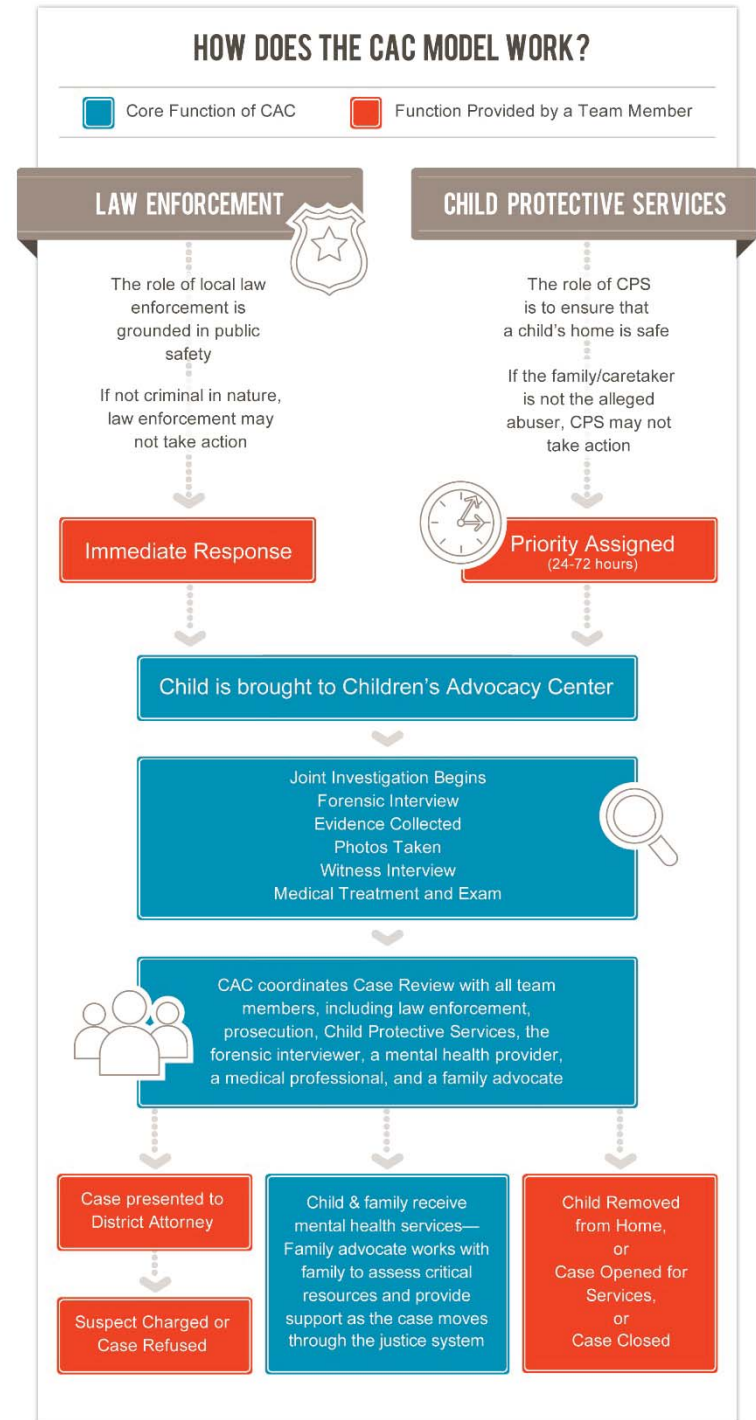 HOW DOES THE CAC MODEL WORK?
Core Function of CAC
Function Provided by a Team Member
LAW ENFORCEMENT
The role of local law
enforcement is
grounded in public
safety
If not criminal in nature,
law enforcement may
not take action
Immediate Response
CHILD PROTECTIVE SERVICES
The role of CPS
is to ensure that
a child's home is safe
If the family/caretaker
is not the alleged
abuser, CPS may not
take action
Priority Assigned
(24-72 hours)
Child is brought to Children's Advocacy Center
Joint Investigation Begins
Forensic Interview
Evidence Collected
Photos Taken
Witness Interview
Medical Treatment and Exam
CAC coordinates Case Review with all team
members, including law enforcement,
prosecution, Child Protective Services, the
forensic interviewer, a mental health provider,
a medical professional, and a family advocate
Case presented to
District Attorney
Suspect Charged or
Case Refused
Child & family receive
mental health services—
Family advocate works with
family to assess critical
resources and provide
support as the case moves
through the justice system
Child Removed
from Home,
or
Case Opened for
Services,
or
Case Closed